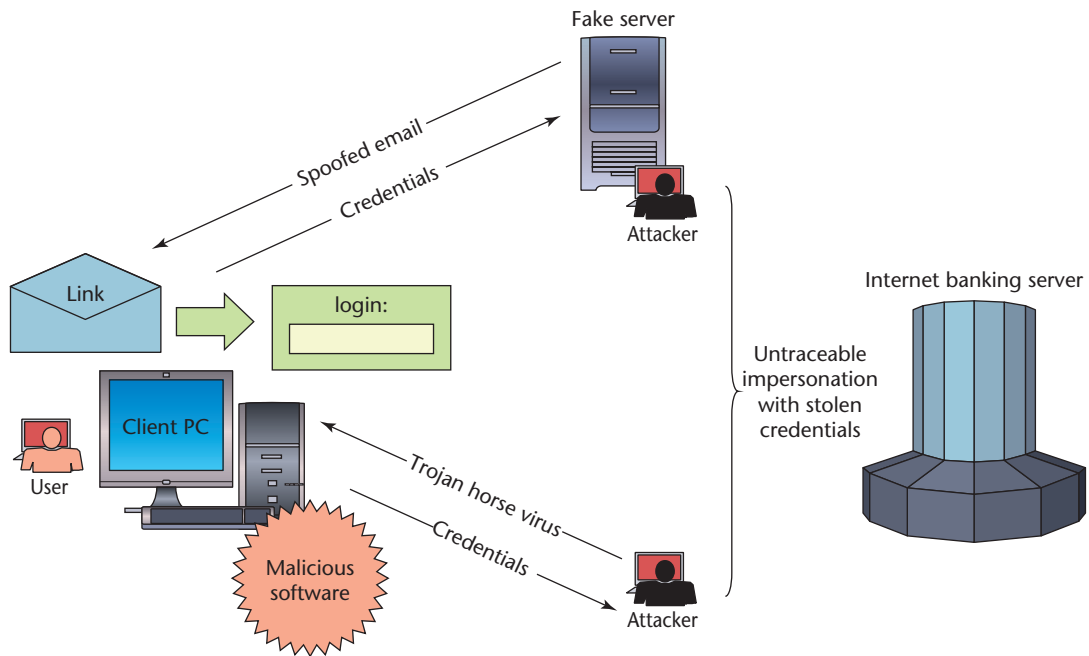 Fake server
Spoofed email
Credentials
Attacker
Link
login:
Internet banking server
Untraceable
impersonation
with stolen
credentials
Client PC
User
Trojan horse virus
Credentials
Malicious
software
Attacker